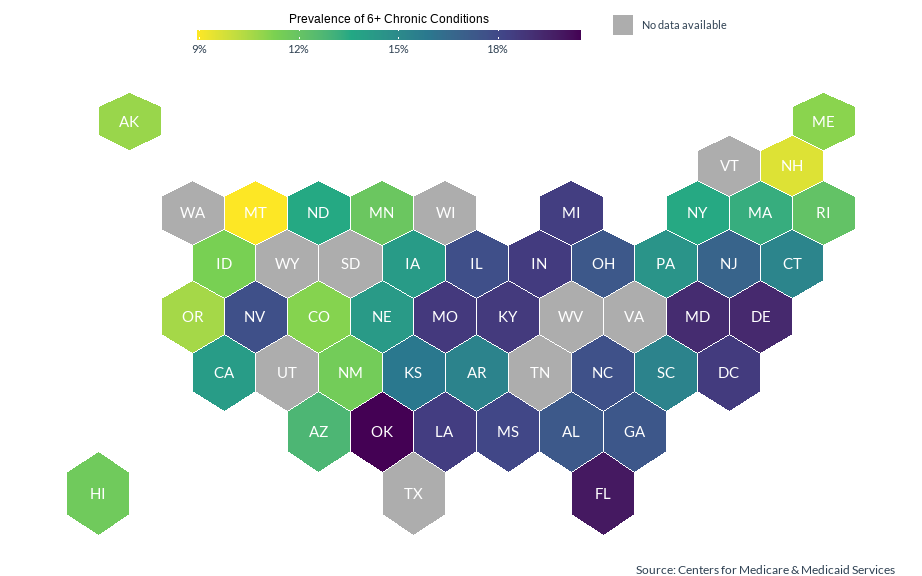 Prevalence of 6+ Chronic Conditions
No data available
9% 12% 15% 18%
AK ME
VT NH
WA MT ND MN WI MI NY MA RI
ID WY SD IA IL IN OH PA NJ CT
OR NV CO NE MO KY WV VA MD DE
CA UT NM KS AR TN NC SC DC
AZ OK LA MS AL GA
HI TX FL
Source: Centers for Medicare & Medicaid Services